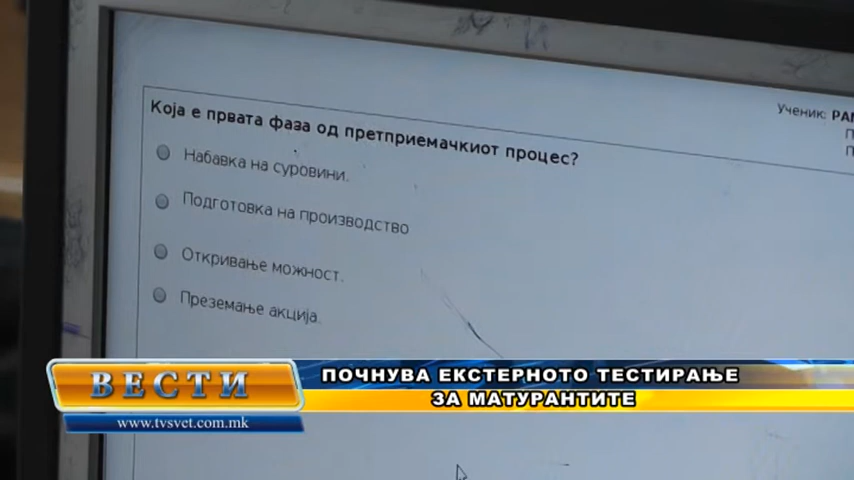 Ученик:
Која е првата фаза од претприемачкиот процес?
Набавка на суровини.
Подготовка на производство
Откривање можност.
Преземање акција.
ВЕСТИ
www.tvsvet.com.mk
ПОЧНУВА ЕКСТЕРНОТО ТЕСТИРАЊЕ
ЗА МАТУРАНТИТЕ